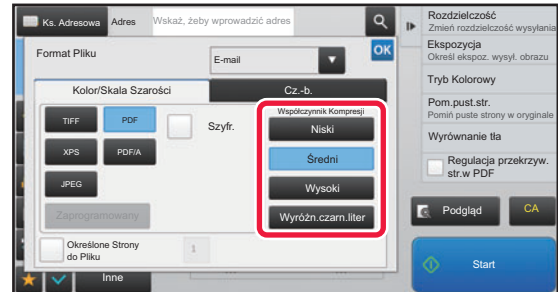 Ks. Adresowa
Adres
Wskaż, żeby wprowadzić adres
Format Pliku
E-mail
OK
Kolor/Skala Szarości
Cz.-b.
TIFF
PDF
Szyfr.
XPS
PDF/A
JPEG
Zaprogramowany
Współczynnik Kompresji
Niski
Średni
Wysoki
Wyróżn.czarn.liter
Określone Strony
do Pliku
1
Inne
Rozdzielczość
Zmień rozdzielczość wysyłania
Ekspozycja
Określ ekspoz. wysył. obrazu
Tryb Kolorowy
Pom.pust.str.
Pomiń puste strony w oryginale
Wyrównanie tła
Regulacja przekrzyw.
str.w PDF
Podgląd
CA
Start